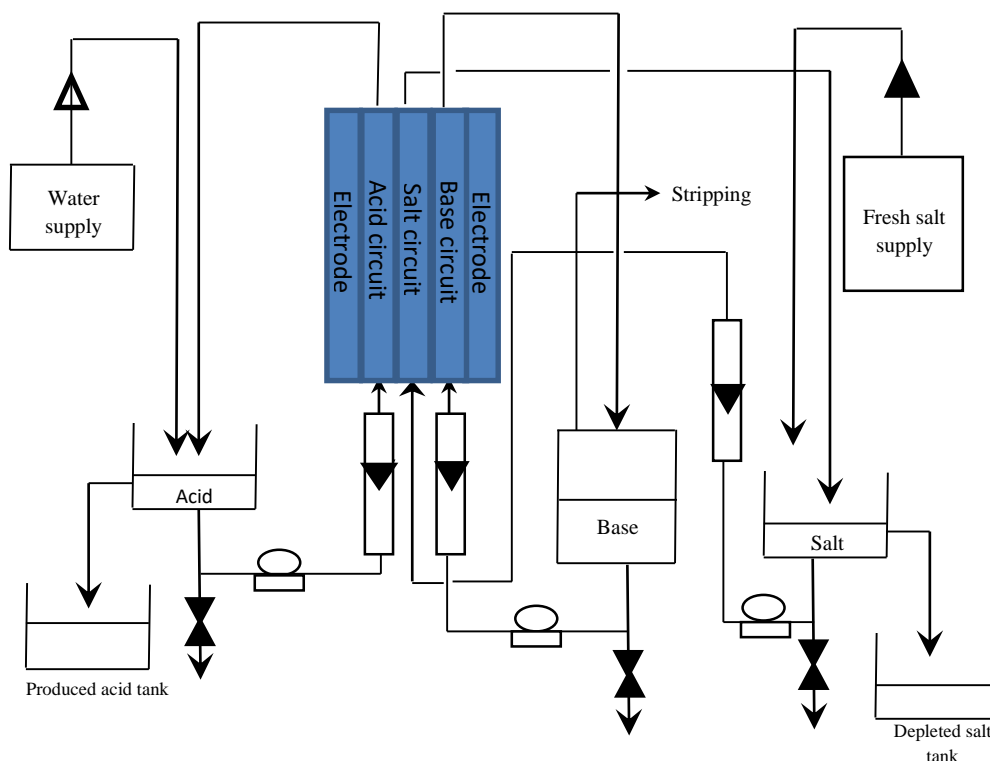 Water
supply
Electrode
Acid circuit
Salt circuit
Base circuit
Electrode
Stripping
Fresh salt
supply
Acid
Base
Salt
Produced acid tank
Depleted salt
tank